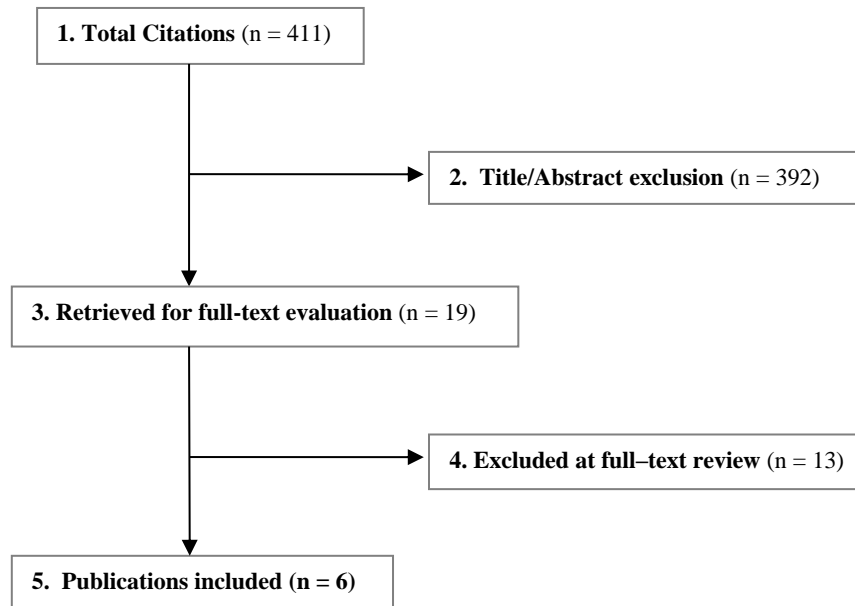 1. Total Citations (n = 411)
2. Title/Abstract exclusion (n = 392)
3. Retrieved for full-text evaluation (n = 19)
4. Excluded at full–text review (n = 13)
5. Publications included (n = 6)